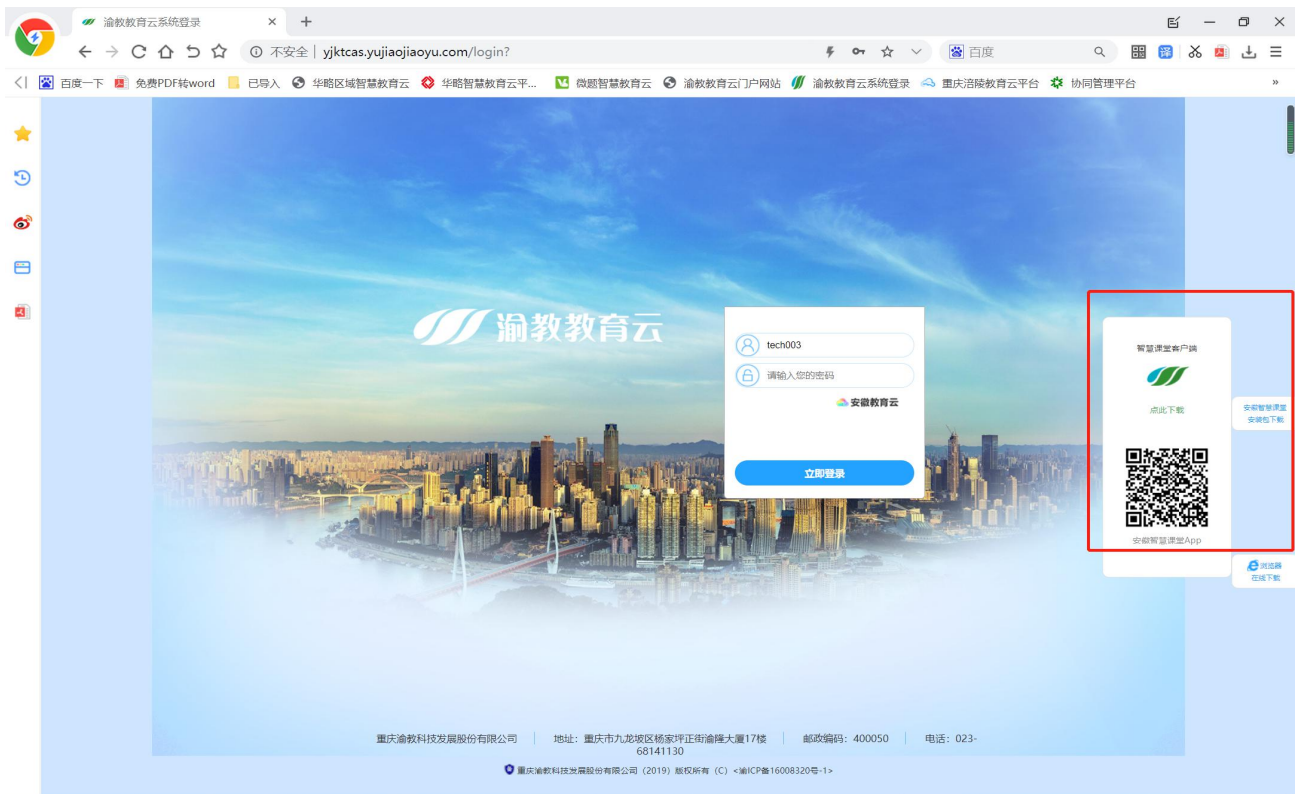 渝教教育云系统登录
不安全 yjktcas.yujiaojiaoyu.com/login?
百度
百度一下 免费PDF转word 已导入 华略区域智慧教育云 华略智慧教育云平... 微题智慧教育云 渝教教育云门户网站 渝教教育云系统登录 重庆涪陵教育云平台 协同管理平台 »
渝教教育云
tech003
请输入您的密码
安徽教育云
立即登录
智慧课堂客户端
点此下载
安徽智慧课堂App
安徽智慧课堂
安装包下载
浏览器
在线下载
重庆渝教科技发展股份有限公司 地址:重庆市九龙坡区杨家坪正街渝隆大厦17楼 邮政编码:400050 电话:023-
68141130
重庆渝教科技发展股份有限公司(2019)版权所有(C)<渝ICP备16008320号-1>